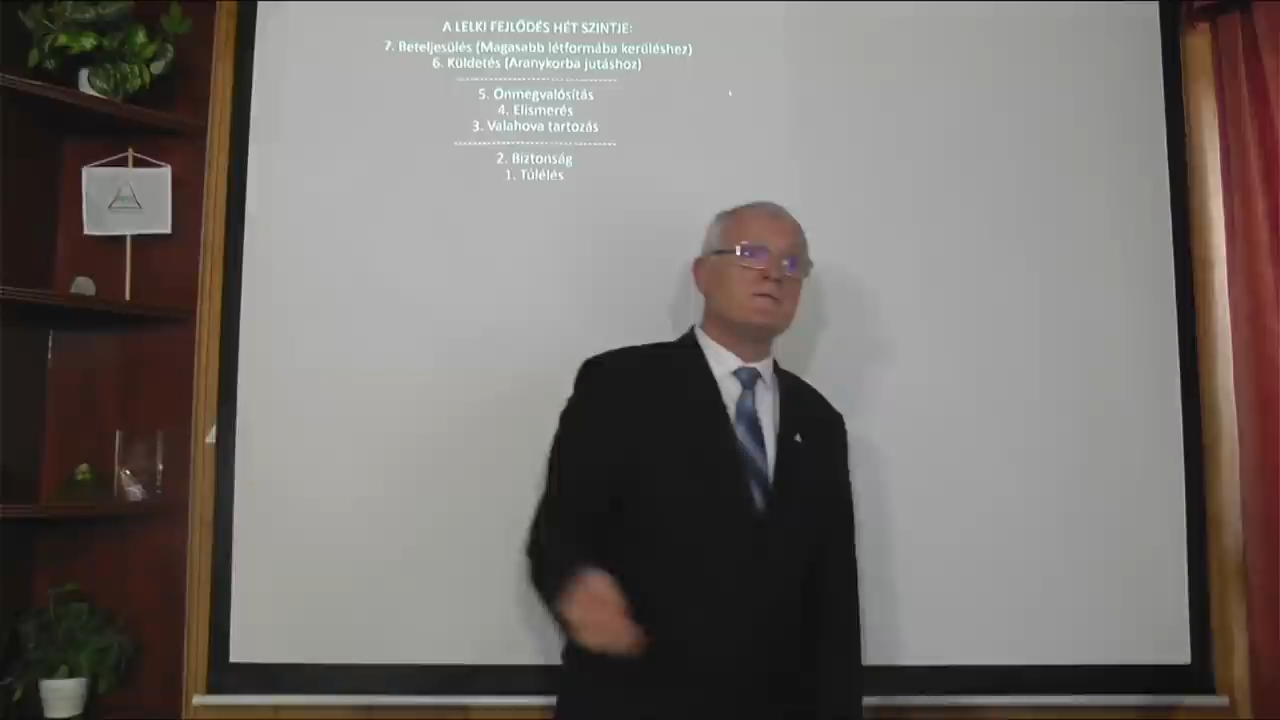 A LELKI FEJLŐDÉS HÉT SZINTJE:
7. Beteljesülés (Magasabb létformába kerüléshez)
6. Küldetés (Aranykorba jutáshoz)
5. Önmegvalósítás
4. Elismerés
3. Valahova tartozás
2. Biztonság
1. Túlélés